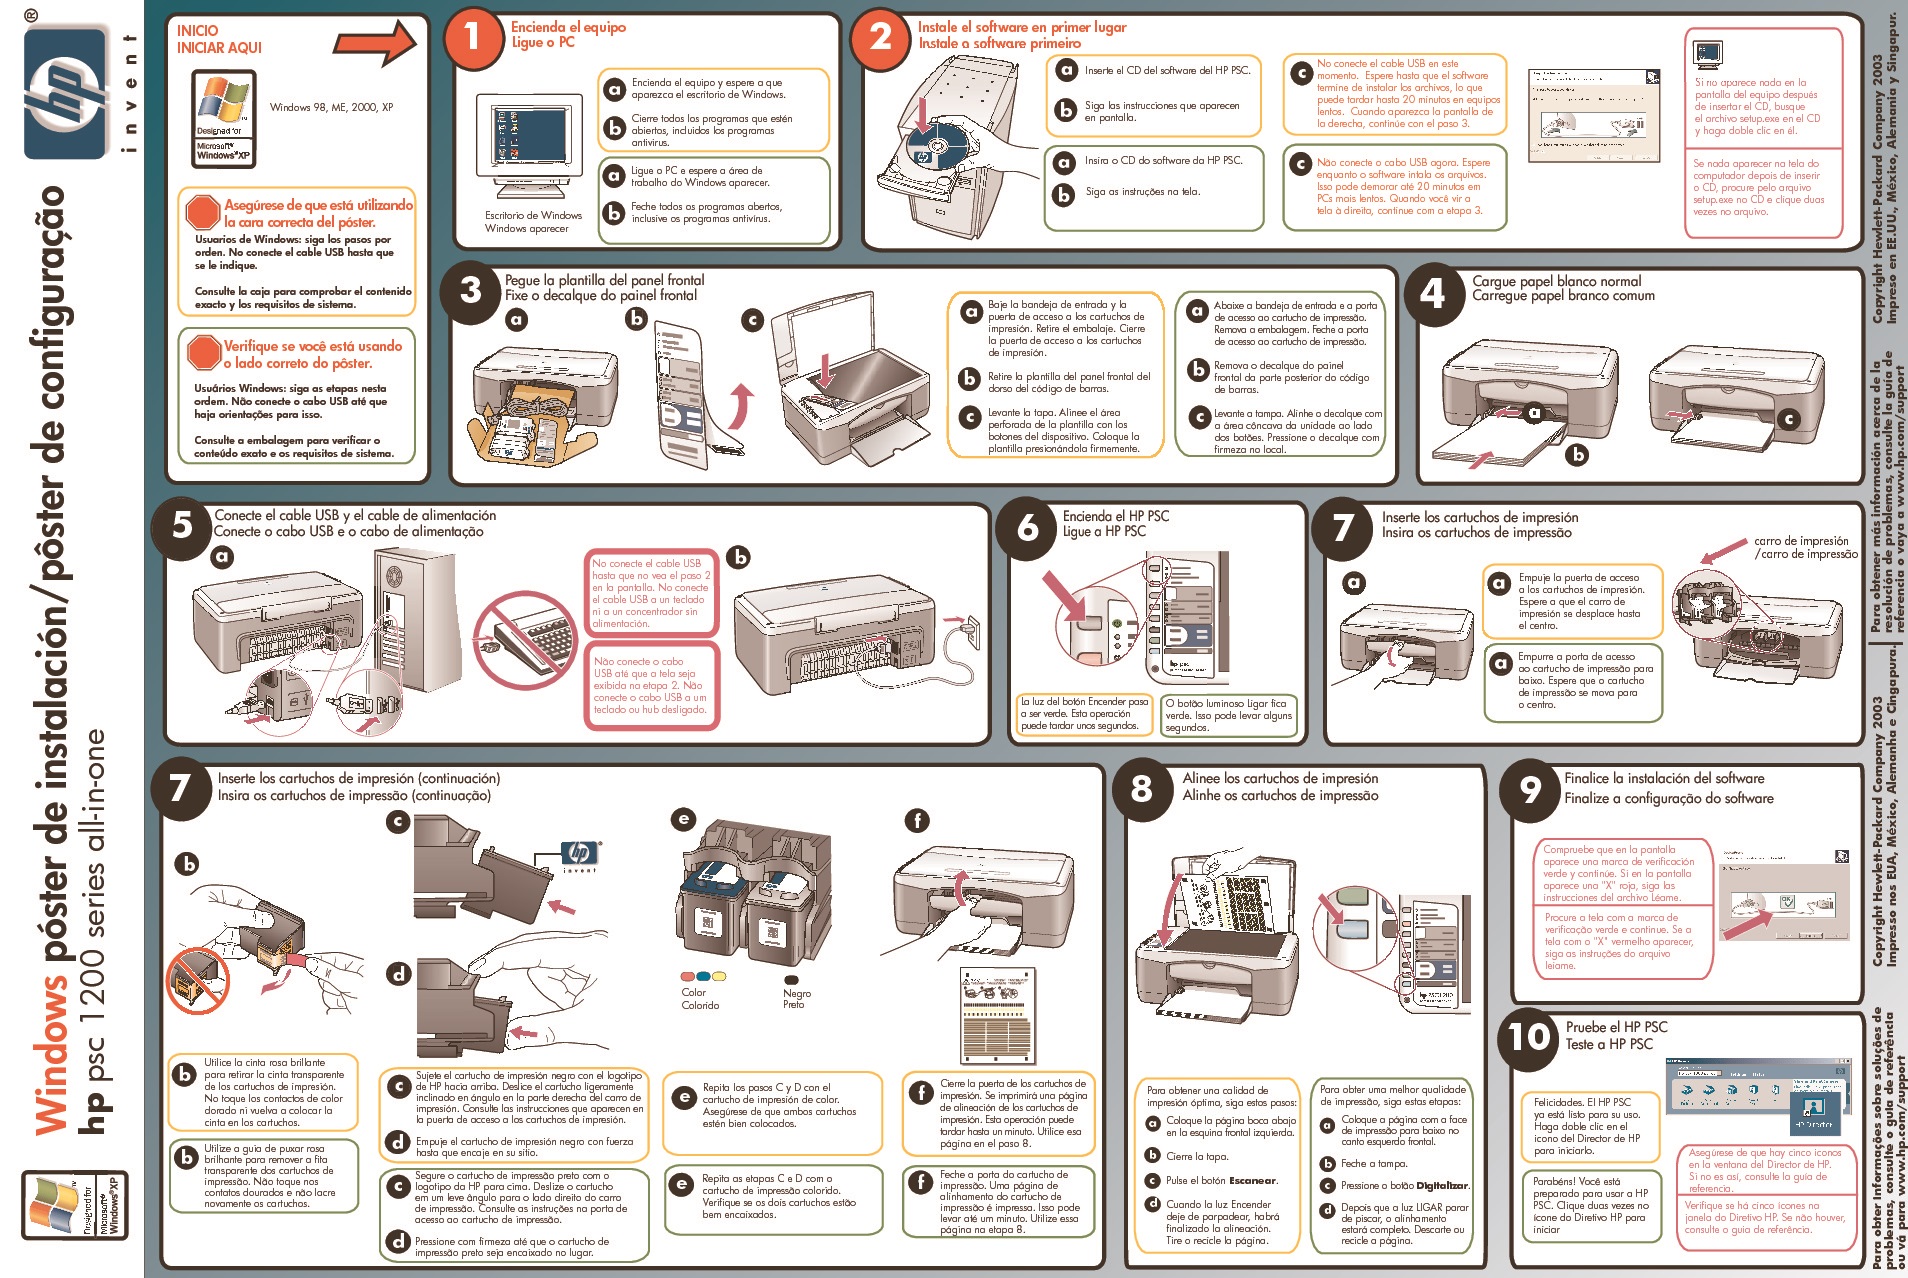 hp
®
invent
Windows póster de instalación/pôster de configuração
hp psc 1200 series all-in-one
Designed for
Microsoft®
Windows®XP
INICIO
INICIAR AQUI
Designed for
Microsoft®
Windows®XP
Windows 98, ME, 2000, XP
Asegúrese de que está utilizando
la cara correcta del póster.
Usuarios de Windows: siga los pasos por
orden. No conecte el cable USB hasta que
se le indique.
Consulte la caja para comprobar el contenido
exacto y los requisitos de sistema.
Verifique se você está usando
o lado correto do pôster.
Usuários Windows: siga as etapas nesta
ordem. Não conecte o cabo USB até que
haja orientações para isso.
Consulte a embalagem para verificar o
conteúdo exato e os requisitos de sistema.
1
Encienda el equipo
Ligue o PC
Escritorio de Windows
Windows aparecer
a Encienda el equipo y espere a que
aparezca el escritorio de Windows.
b Cierre todos los programas que estén
abiertos, incluidos los programas
antivirus.
a Ligue o PC e espere a área de
trabalho do Windows aparecer.
b Feche todos os programas abertos,
inclusive os programas antivírus.
2
Instale el software en primer lugar
Instale o software primeiro
a Inserte el CD del software del HP PSC.
b Siga las instrucciones que aparecen
en pantalla.
a Insira o CD do software da HP PSC.
b Siga as instruções na tela.
c No conecte el cable USB en este
momento. Espere hasta que el software
termine de instalar los archivos, lo que
puede tardar hasta 20 minutos en equipos
lentos. Cuando aparezca la pantalla de
la derecha, continúe con el paso 3.
c Não conecte o cabo USB agora. Espere
enquanto o software intala os arquivos.
Isso pode demorar até 20 minutos em
PCs mais lentos. Quando você vir a
tela à direita, continue com a etapa 3.
Si no aparece nada en la
pantalla del equipo después
de insertar el CD, busque
el archivo setup.exe en el CD
y haga doble clic en él.
Se nada aparecer na tela do
computador depois de inserir
o CD, procure pelo arquivo
setup.exe no CD e clique duas
vezes no arquivo.
3
Pegue la plantilla del panel frontal
Fixe o decalque do painel frontal
a
b
c
a Baje la bandeja de entrada y la
puerta de acceso a los cartuchos de
impresión. Retire el embalaje. Cierre
la puerta de acceso a los cartuchos
de impresión.
b Retire la plantilla del panel frontal del
dorso del código de barras.
c Levante la tapa. Alinee el área
perforada de la plantilla con los
botones del dispositivo. Coloque la
plantilla presionándola firmemente.
a Abaixe a bandeja de entrada e a porta
de acesso ao cartucho de impressão.
Remova a embalagem. Feche a porta
de acesso ao cartucho de impressão.
b Remova o decalque do painel
frontal da parte posterior do código
de barras.
c Levante a tampa. Alinhe o decalque com
a área côncava da unidade ao lado
dos botões. Pressione o decalque com
firmeza no local.
4
Cargue papel blanco normal
Carregue papel branco comum
a
b
c
5
Conecte el cable USB y el cable de alimentación
Conecte o cabo USB e o cabo de alimentação
a
No conecte el cable USB
hasta que no vea el paso 2
en la pantalla. No conecte
el cable USB a un teclado
ni a un concentrador sin
alimentación.
Não conecte o cabo
USB até que a tela seja
exibida na etapa 2. Não
conecte o cabo USB a um
teclado ou hub desligado.
b
6
Encienda el HP PSC
Ligue a HP PSC
hp psc
La luz del botón Encender pasa
a ser verde. Esta operación
puede tardar unos segundos.
O botão luminoso Ligar fica
verde. Isso pode levar alguns
segundos.
7
Inserte los cartuchos de impresión
Insira os cartuchos de impressão
a
a Empuje la puerta de acceso
a los cartuchos de impresión.
Espere a que el carro de
impresión se desplace hasta
el centro.
a Empurre a porta de acesso
ao cartucho de impressão para
baixo. Espere que o cartucho
de impressão se mova para
o centro.
carro de impresión
/carro de impressão
7
Inserte los cartuchos de impresión (continuación)
Insira os cartuchos de impressão (continuação)
b
c
hp
invent
d
e
Color
Colorido
Negro
Preto
f
b Utilice la cinta rosa brillante
para retirar la cinta transparente
de los cartuchos de impresión.
No toque los contactos de color
dorado ni vuelva a colocar la
cinta en los cartuchos.
b Utilize a guia de puxar rosa
brilhante para remover a fita
transparente dos cartuchos de
impressão. Não toque nos
contatos dourados e não lacre
novamente os cartuchos.
c Sujete el cartucho de impresión negro con el logotipo
de HP hacia arriba. Deslice el cartucho ligeramente
inclinado en ángulo en la parte derecha del carro de
impresión. Consulte las instrucciones que aparecen en
la puerta de acceso a los cartuchos de impresión.
d Empuje el cartucho de impresión negro con fuerza
hasta que encaje en su sitio.
c Segure o cartucho de impressão preto com o
logotipo da HP para cima. Deslize o cartucho
em um leve ângulo para o lado direito do carro
de impressão. Consulte as instruções na porta de
acesso ao cartucho de impressão.
d Pressione com firmeza até que o cartucho de
impressão preto seja encaixado no lugar.
e Repita los pasos C y D con el
cartucho de impresión de color.
Asegúrese de que ambos cartuchos
estén bien colocados.
e Repita as etapas C e D com o
cartucho de impressão colorido.
Verifique se os dois cartuchos estão
bem encaixados.
f Cierre la puerta de los cartuchos de
impresión. Se imprimirá una página
de alineación de los cartuchos de
impresión. Esta operación puede
tardar hasta un minuto. Utilice esa
página en el paso 8.
f Feche a porta do cartucho de
impressão. Uma página de
alinhamento do cartucho de
impressão é impressa. Isso pode
levar até um minuto. Utilize essa
página na etapa 8.
8
Alinee los cartuchos de impresión
Alinhe os cartuchos de impressão
Para obtener una calidad de
impresión óptima, siga estos pasos:
a Coloque la página boca abajo
en la esquina frontal izquierda.
b Cierre la tapa.
c Pulse el botón Escanear.
d Cuando la luz Encender
deje de parpadear, habrá
finalizado la alineación.
Tire o recicle la página.
Para obter uma melhor qualidade
de impressão, siga estas etapas:
a Coloque a página com a face
de impressão para baixo no
canto esquerdo frontal.
b Feche a tampa.
c Pressione o botão Digitalizar.
d Depois que a luz LIGAR parar
de piscar, o alinhamento
estará completo. Descarte ou
recicle a página.
9
Finalice la instalación del software
Finalize a configuração do software
Compruebe que en la pantalla
aparece una marca de verificación
verde y continúe. Si en la pantalla
aparece una "X" roja, siga las
instrucciones del archivo Léame.
Procure a tela com a marca de
verificação verde e continue. Se a
tela com o "X" vermelho aparecer,
siga as instruções do arquivo
leiame.
OK
10
Pruebe el HP PSC
Teste a HP PSC
Felicidades. El HP PSC
ya está listo para su uso.
Haga doble clic en el
icono del Director de HP
para iniciarlo.
Parabéns! Você está
preparado para usar a HP
PSC. Clique duas vezes no
ícone do Diretivo HP para
iniciar
HP Director
Asegúrese de que hay cinco iconos
en la ventana del Director de HP.
Si no es así, consulte la guía de
referencia.
Verifique se há cinco ícones na
janela do Diretivo HP. Se não houver,
consulte o guia de referência.
Copyright Hewlett-Packard Company 2003
Impreso en EE.UU., México, Alemania y Singapur.
Para obtener más información acerca de la
resolución de problemas, consulte la guía de
referencia o vaya a www.hp.com/support
Copyright Hewlett-Packard Company 2003
Impresso nos EUA, México, Alemanha e Cingapura.
Para obter Informações sobre soluções de
problemas, consulte o guia de referência
ou vá para www.hp.com/support